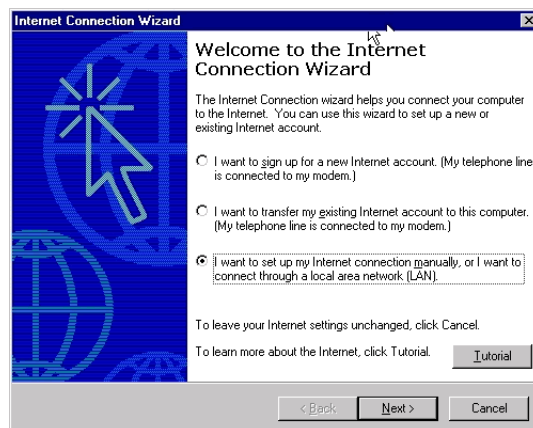 Internet Connection Wizard
Welcome to the Internet
Connection Wizard
The Internet Connection wizard helps you connect your computer
to the Internet. You can use this wizard to set up a new or
existing Internet account.
I want to sign up for a new Internet account. (My telephone line
is connected to my modem.)
I want to transfer my existing Internet account to this computer.
(My telephone line is connected to my modem.)
I want to set up my Internet connection manually, or I want to
connect through a local area network (LAN).
To leave your Internet settings unchanged, click Cancel.
To learn more about the Internet, click Tutorial.
Tutorial
< Back
Next >
Cancel